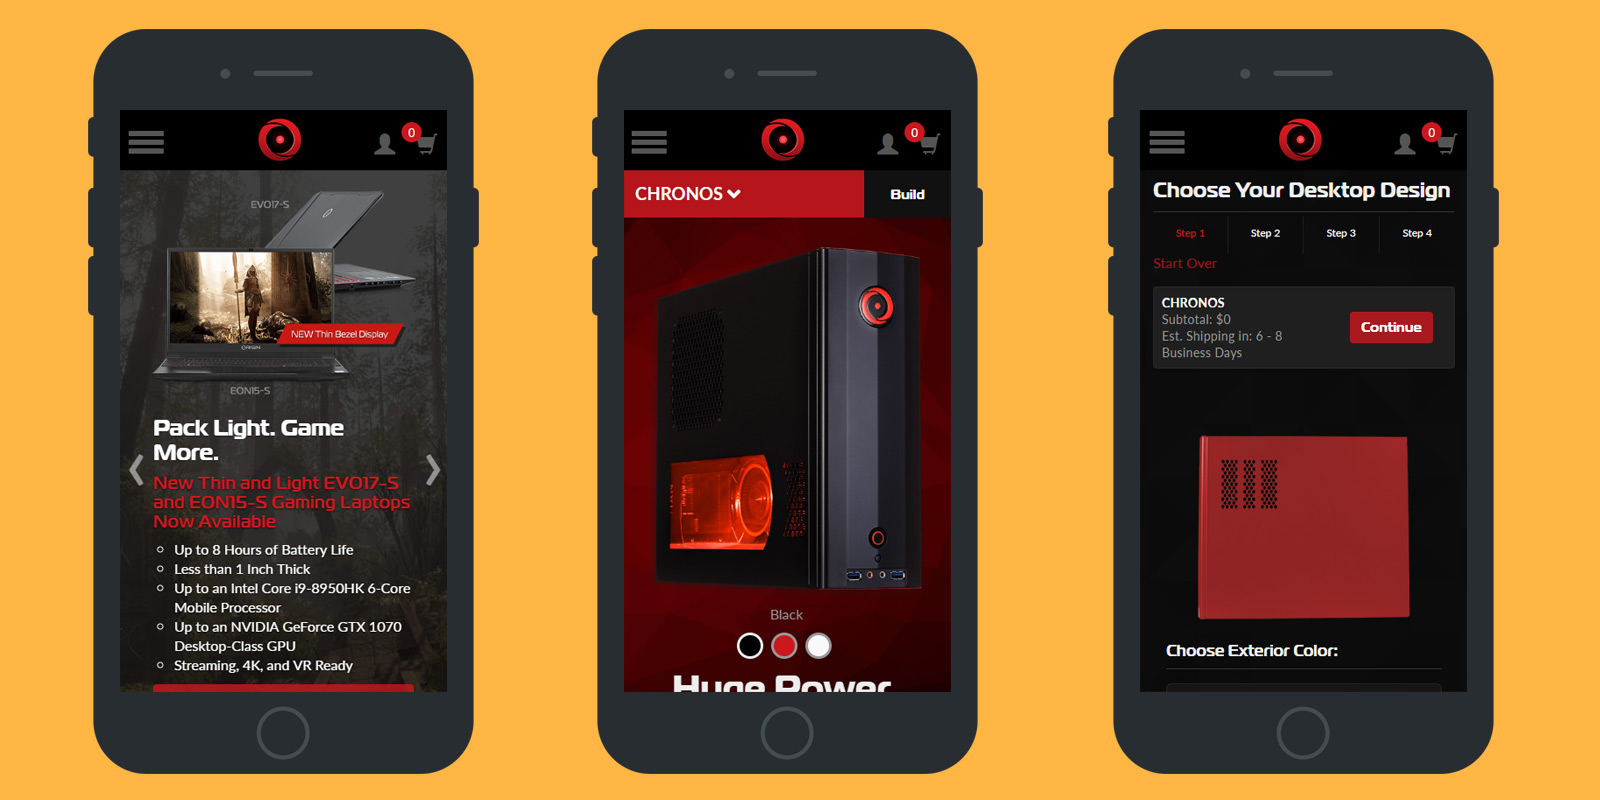 0
EVO17-S
NEW Thin Bezel Display
ORIGIN
EON15-S
Pack Light. Game
More.
New Thin and Light EVO17-S
and EON15-S Gaming Laptops
Now Available
Up to 8 Hours of Battery Life
Less than 1 Inch Thick
Up to an Intel Core i9-8950HK 6-Core
Mobile Processor
Up to an NVIDIA GeForce GTX 1070
Desktop-Class GPU
Streaming, 4K, and VR Ready
0
CHRONOS
Build
Black
Huge Power
0
Choose Your Desktop Design
Step 1 Step 2 Step 3 Step 4
Start Over
CHRONOS
Subtotal: $0
Est. Shipping in: 6 - 8
Business Days
Continue
Choose Exterior Color: